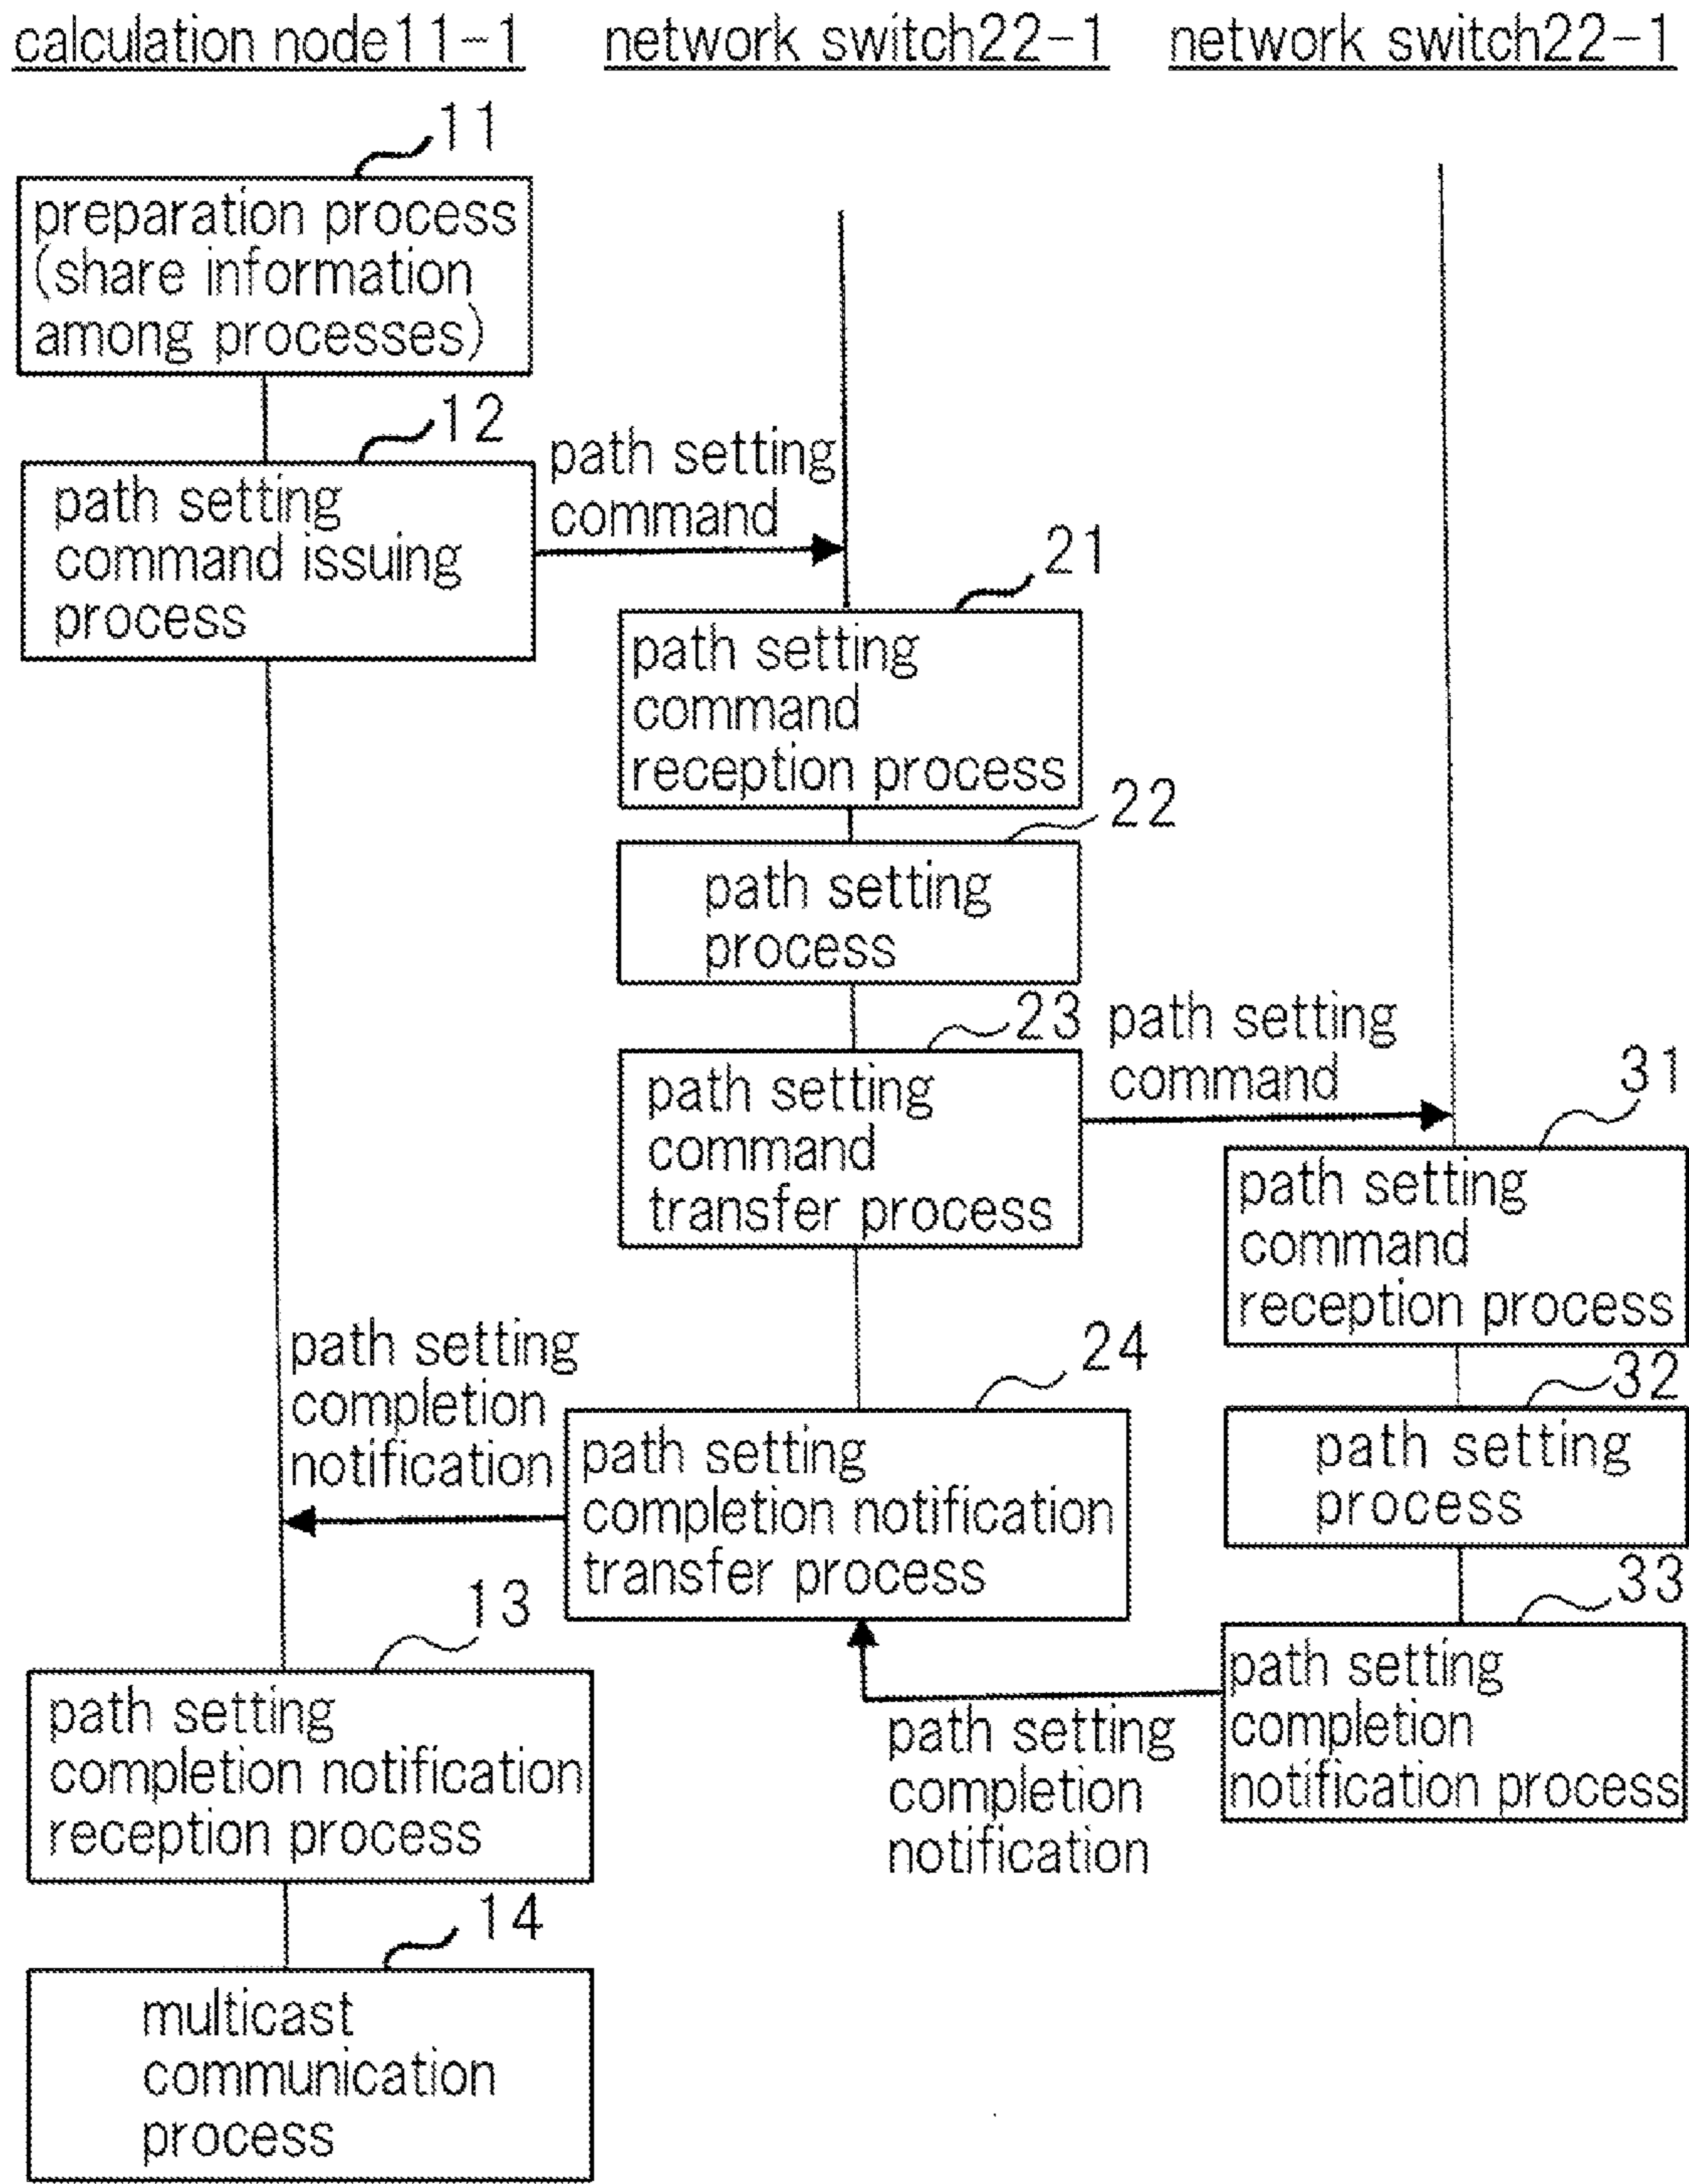 calculation node11-1
network switch22-1
network switch22-1
11
preparation process
(share information
among processes)
12
path setting
command issuing
process
path setting
command
21
path setting
command
reception process
22
path setting
process
23
path setting
command
transfer process
path setting
command
31
path setting
command
reception process
32
path setting
process
33
path setting
completion
notification process
path setting
completion
notification
24
path setting
completion notification
transfer process
path setting
completion
notification
13
path setting
completion notification
reception process
14
multicast
communication
process